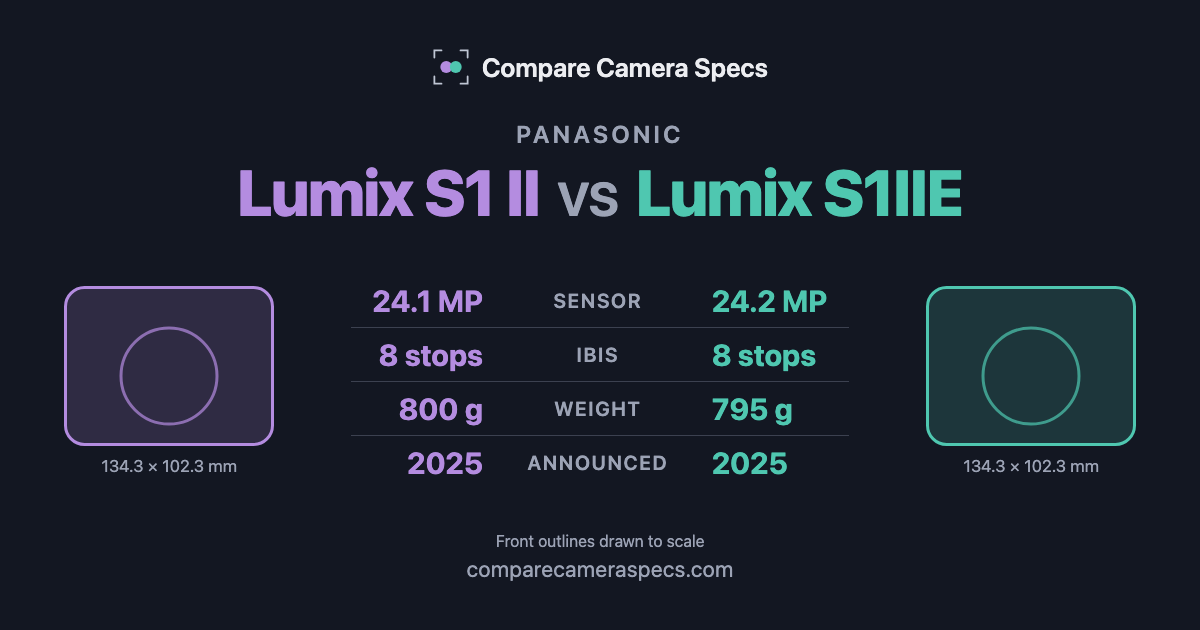 Compare Camera Specs
PANASONIC
Lumix S1 II vs Lumix S1IIE
24.1 MP SENSOR 24.2 MP
8 stops IBIS 8 stops
800 g WEIGHT 795 g
2025 ANNOUNCED 2025
134.3 × 102.3 mm
134.3 × 102.3 mm
Front outlines drawn to scale
comparecameraspecs.com